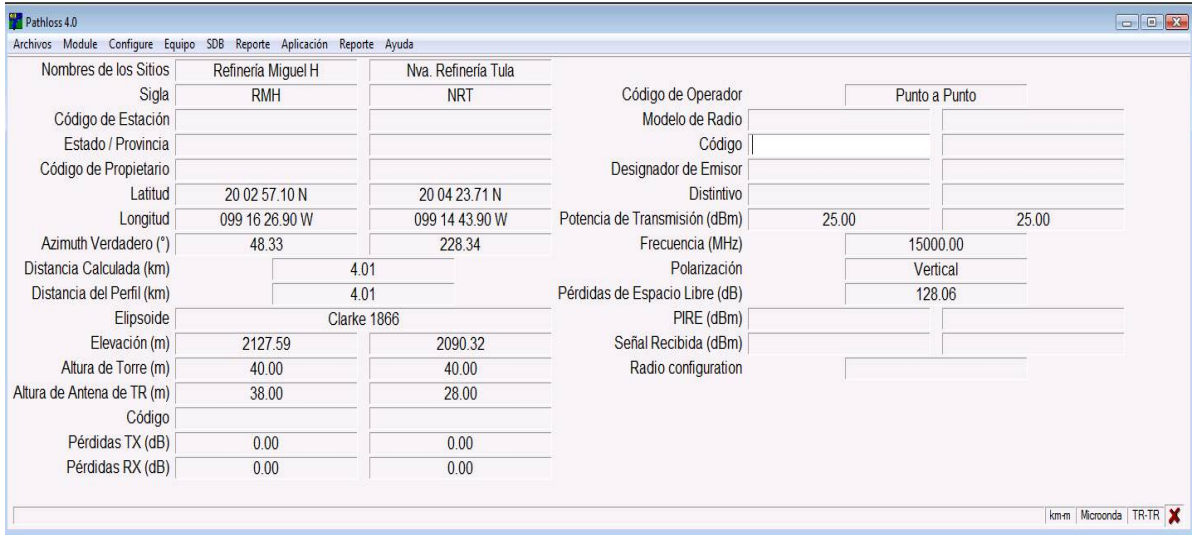 Pathloss 4.0
Archivos Module Configure Equipo SDB Reporte Aplicación Reporte Ayuda
Nombres de los Sitios Refinería Miguel H Nva. Refinería Tula
Sigla RMH NRT Código de Operador Punto a Punto
Código de Estación Modelo de Radio
Estado / Provincia Código
Código de Propietario Designador de Emisor
Latitud 20 02 57.10 N 20 04 23.71 N Distintivo
Longitud 099 16 26.90 W 099 14 43.90 W Potencia de Transmisión (dBm) 25.00 25.00
Azimuth Verdadero (°) 48.33 228.34 Frecuencia (MHz) 15000.00
Distancia Calculada (km) 4.01 Polarización Vertical
Distancia del Perfil (km) 4.01 Pérdidas de Espacio Libre (dB) 128.06
Elipsoide Clarke 1866 PIRE (dBm)
Elevación (m) 2127.59 2090.32 Señal Recibida (dBm)
Altura de Torre (m) 40.00 40.00 Radio configuration
Altura de Antena de TR (m) 38.00 28.00
Código
Pérdidas TX (dB) 0.00 0.00
Pérdidas RX (dB) 0.00 0.00
km-m Microonda TR-TR